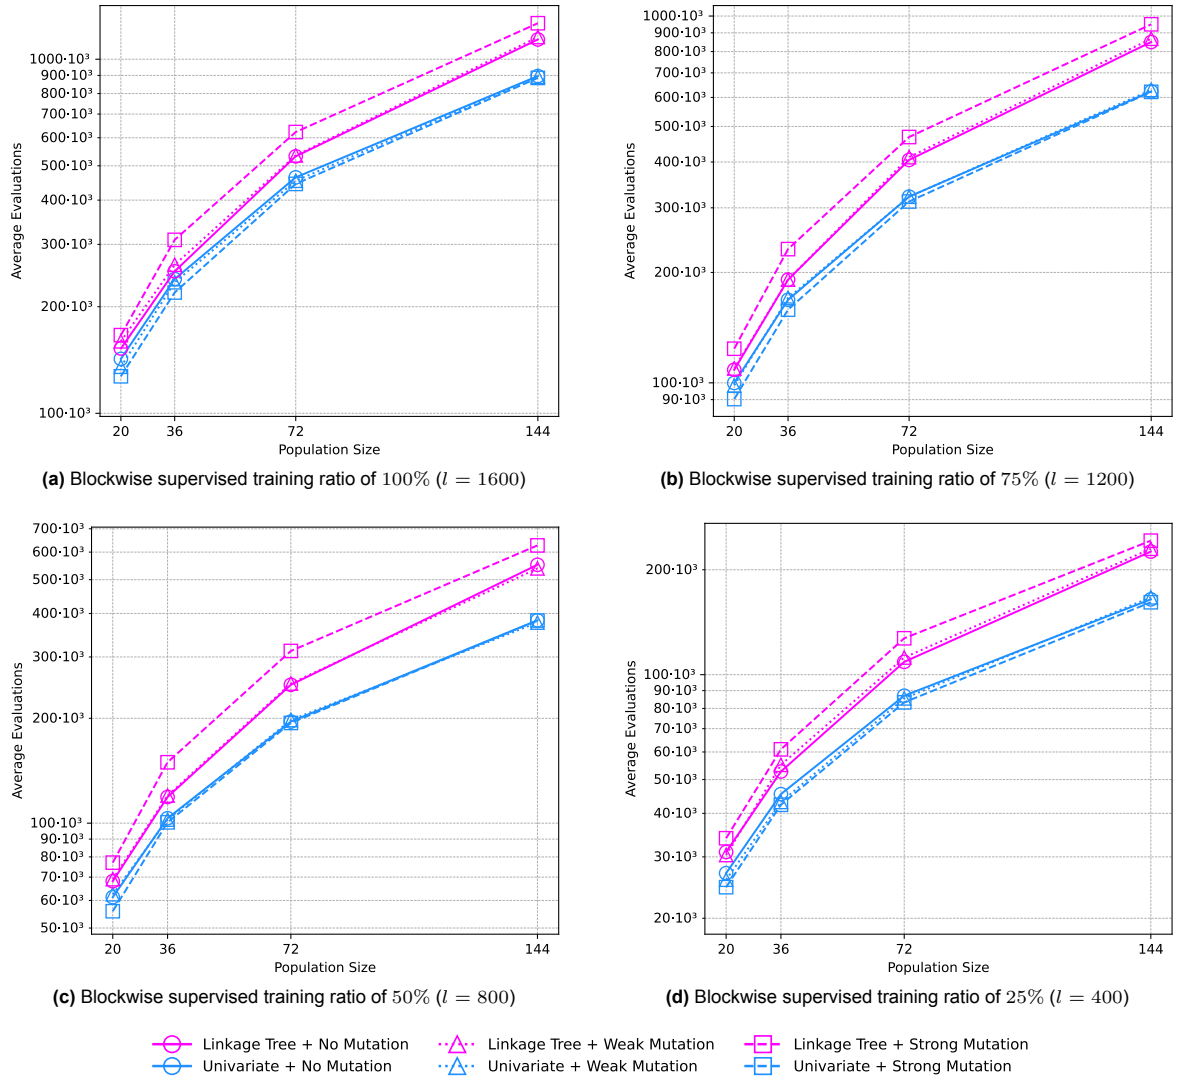 1000·10³
900·10³
800·10³
700·10³
600·10³
500·10³
400·10³
300·10³
200·10³
100·10³
Average Evaluations
20 36 72 144
Population Size
(a) Blockwise supervised training ratio of 100% (l = 1600)
1000·10³
900·10³
800·10³
700·10³
600·10³
500·10³
400·10³
300·10³
200·10³
100·10³
90·10³
Average Evaluations
20 36 72 144
Population Size
(b) Blockwise supervised training ratio of 75% (l = 1200)
700·10³
600·10³
500·10³
400·10³
300·10³
200·10³
100·10³
90·10³
80·10³
70·10³
60·10³
50·10³
Average Evaluations
20 36 72 144
Population Size
(c) Blockwise supervised training ratio of 50% (l = 800)
200·10³
100·10³
90·10³
80·10³
70·10³
60·10³
50·10³
40·10³
30·10³
20·10³
Average Evaluations
20 36 72 144
Population Size
(d) Blockwise supervised training ratio of 25% (l = 400)
Linkage Tree + No Mutation Linkage Tree + Weak Mutation Linkage Tree + Strong Mutation
Univariate + No Mutation Univariate + Weak Mutation Univariate + Strong Mutation